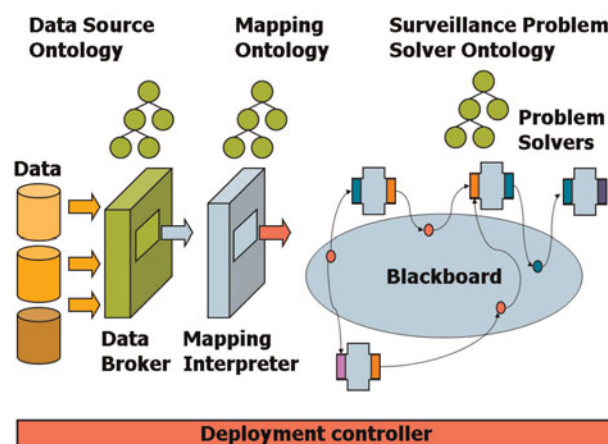 Data Source
Ontology
Mapping
Ontology
Surveillance Problem
Solver Ontology
Problem
Solvers
Data
Blackboard
Data
Broker
Mapping
Interpreter
Deployment controller